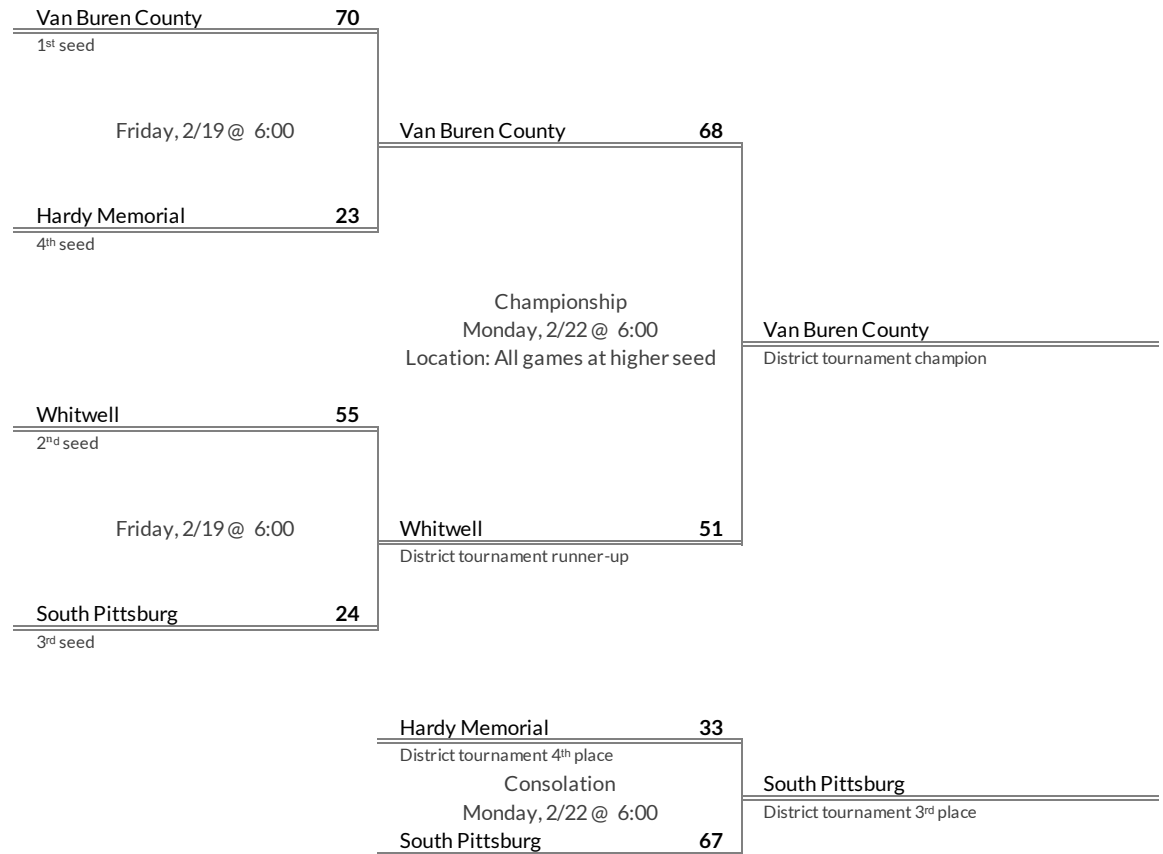 Van Buren County 70
1st seed
Friday, 2/19 @ 6:00
Van Buren County 68
Hardy Memorial 23
4th seed
Championship
Monday, 2/22 @ 6:00
Location: All games at higher seed
Van Buren County
District tournament champion
Whitwell 55
2nd seed
Friday, 2/19 @ 6:00
Whitwell 51
District tournament runner-up
South Pittsburg 24
3rd seed
Hardy Memorial 33
District tournament 4th place
Consolation
Monday, 2/22 @ 6:00
South Pittsburg 67
South Pittsburg
District tournament 3rd place